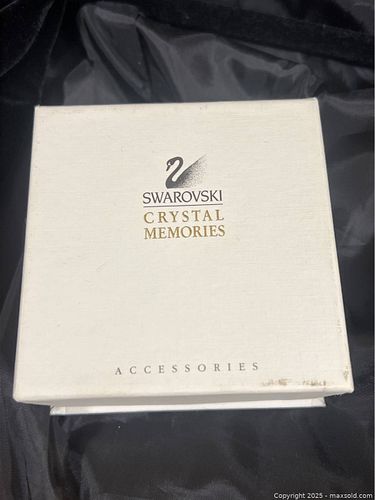 SWAROVSKI
CRYSTAL
MEMORIES
ACCESSORIES
Copyright 2025 - maxsold.com